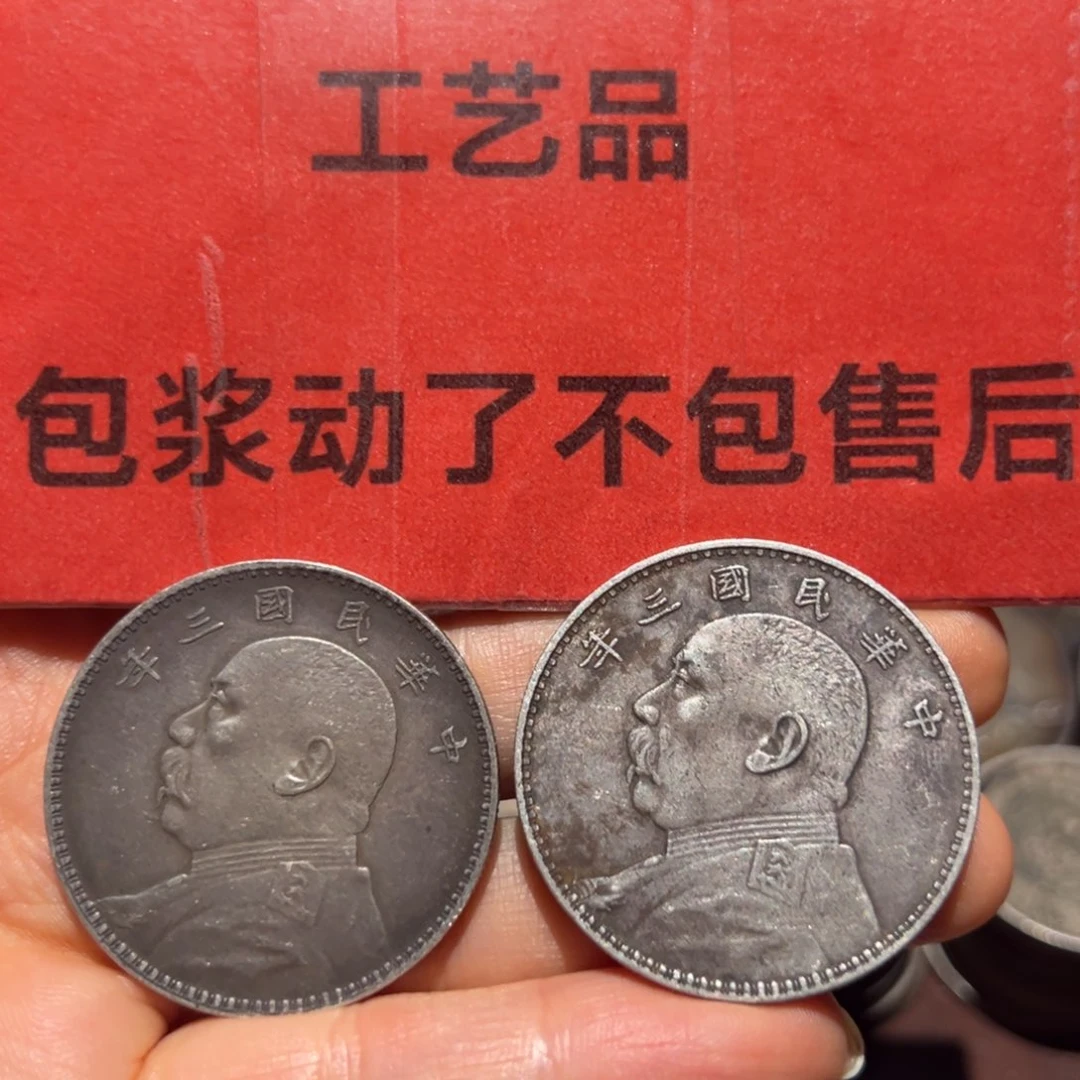 工艺品
包浆动了不包售后
年三國民華中
年三國民華中